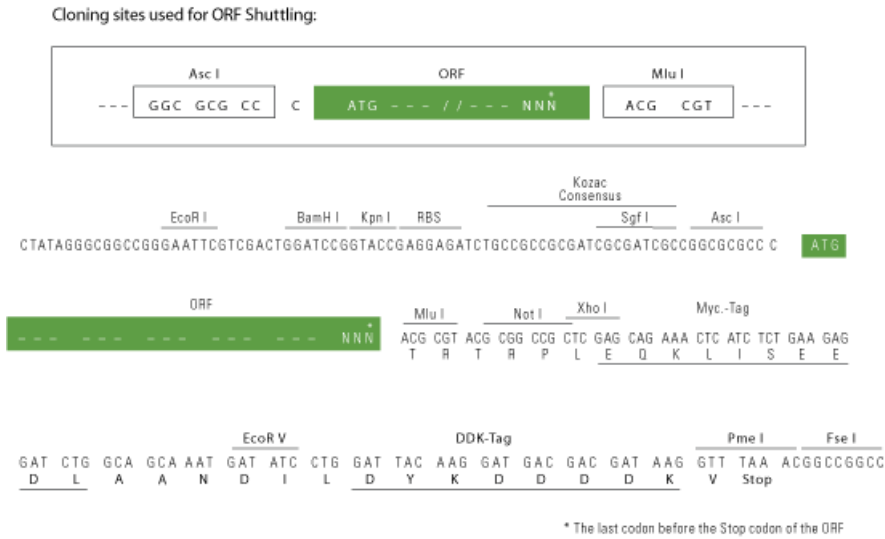 Cloning sites used for ORF Shuttling:
Asc I ORF Mlu I
--- GGC GCG CC C ATG --- //--- NNN* ACG CGT ---
Kozac
Consensus
EcoR I BamH I Kpn I RBS Sgf I Asc I
CTATAGGGCGGCCGGGAATTCGTCGACTGGATCCGGTACCGAGGAGATCTGCCGCCGCGATCGCGATCGCCGGCGCGCC C ATG
ORF
Mlu I Not I Xho I Myc.-Tag
--- --- --- --- NNN* ACG CGT ACG CGG CCG CTC GAG CAG AAA CTC ATC TCT GAA GAG
T R T R P L E Q K L I S E E
EcoR V DDK-Tag Pme I Fse I
GAT CTG GCA GCA AAT GAT ATC CTG GAT TAC AAG GAT GAC GAC GAT AAG GTT TAA ACGGCCGGCC
D L A A N D I L D Y K D D D D K V Stop
* The last codon before the Stop codon of the ORF